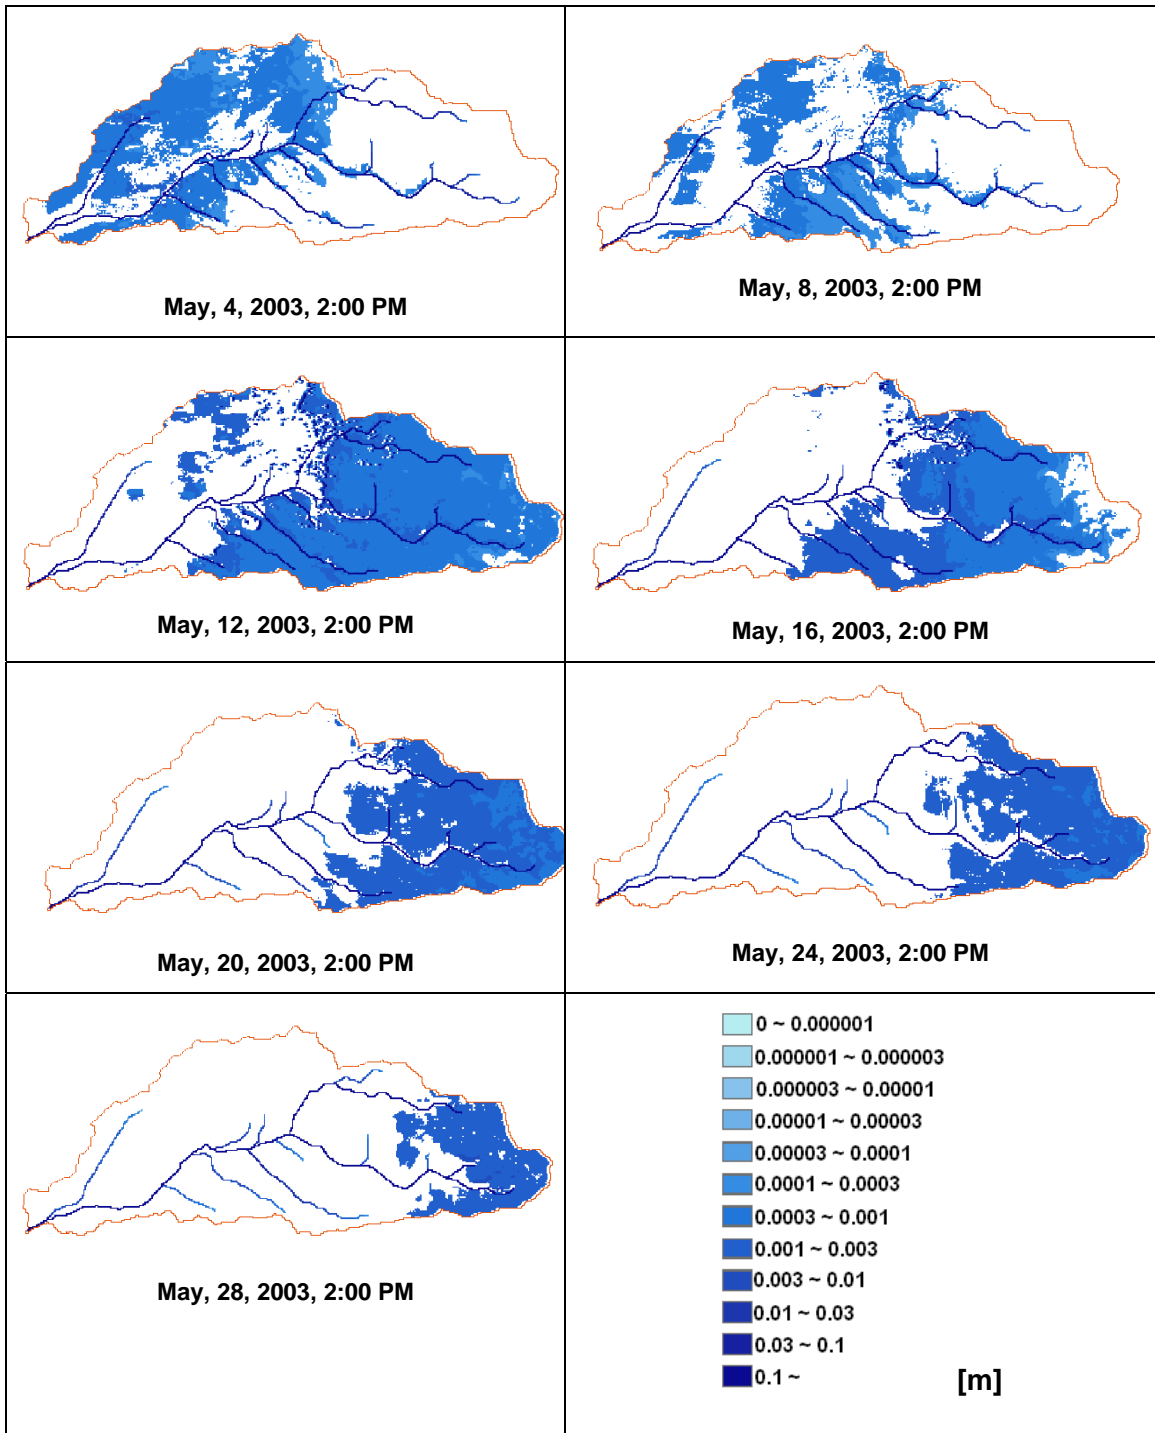 May, 4, 2003, 2:00 PM
May, 8, 2003, 2:00 PM
May, 12, 2003, 2:00 PM
May, 16, 2003, 2:00 PM
May, 20, 2003, 2:00 PM
May, 24, 2003, 2:00 PM
May, 28, 2003, 2:00 PM
0 ~ 0.000001
0.000001 ~ 0.000003
0.000003 ~ 0.00001
0.00001 ~ 0.00003
0.00003 ~ 0.0001
0.0001 ~ 0.0003
0.0003 ~ 0.001
0.001 ~ 0.003
0.003 ~ 0.01
0.01 ~ 0.03
0.03 ~ 0.1
0.1 ~
[m]